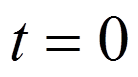 t = 0